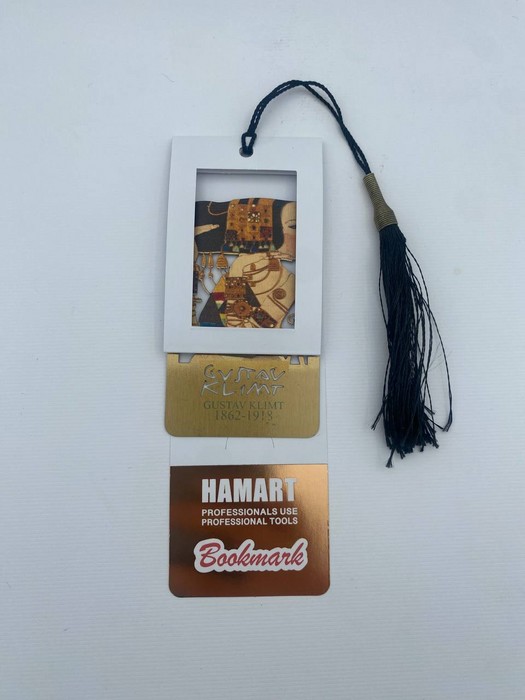 GUSTAV
KLIMT
GUSTAV KLIMT
1862-1918
HAMART
PROFESSIONALS USE
PROFESSIONAL TOOLS
Bookmark